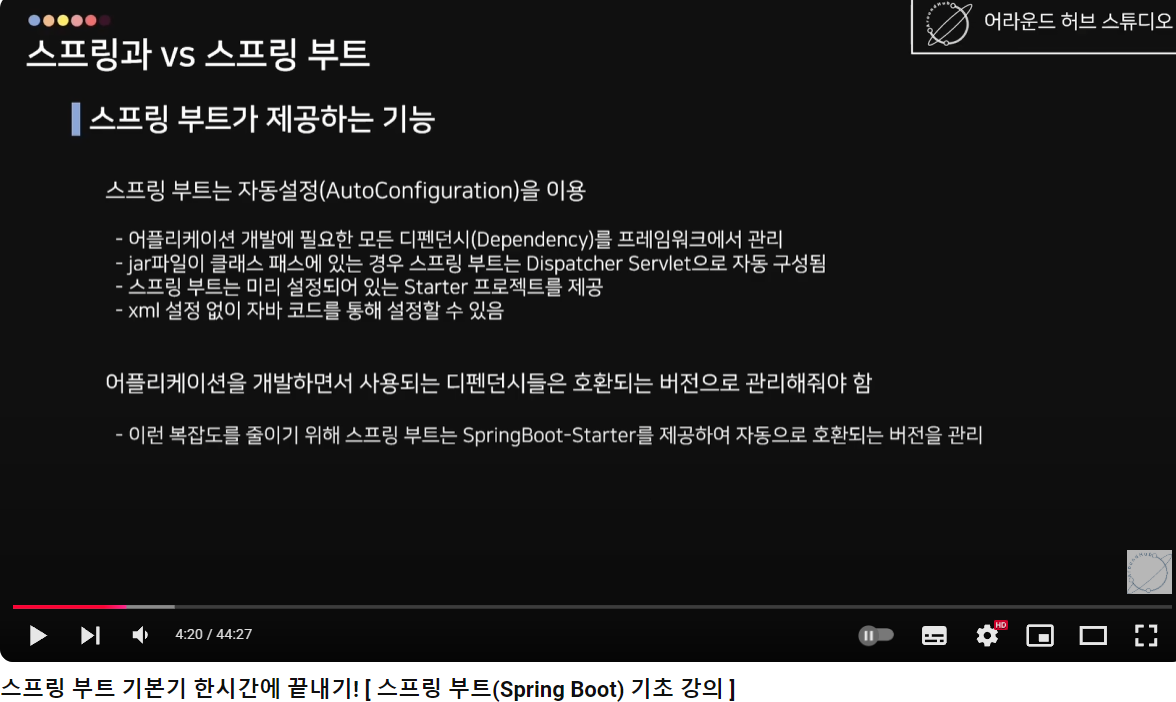 어라운드 허브 스튜디오
스프링과 vs 스프링 부트
스프링 부트가 제공하는 기능
스프링 부트는 자동설정(AutoConfiguration)을 이용
- 어플리케이션 개발에 필요한 모든 디펜던시(Dependency)를 프레임워크에서 관리
- jar파일이 클래스 패스에 있는 경우 스프링 부트는 Dispatcher Servlet으로 자동 구성됨
- 스프링 부트는 미리 설정되어 있는 Starter 프로젝트를 제공
- xml 설정 없이 자바 코드를 통해 설정할 수 있음
어플리케이션을 개발하면서 사용되는 디펜던시들은 호환되는 버전으로 관리해줘야 함
- 이런 복잡도를 줄이기 위해 스프링 부트는 SpringBoot-Starter를 제공하여 자동으로 호환되는 버전을 관리
4:20 / 44:27
HD
스프링 부트 기본기 한시간에 끝내기! [ 스프링 부트(Spring Boot) 기초 강의 ]